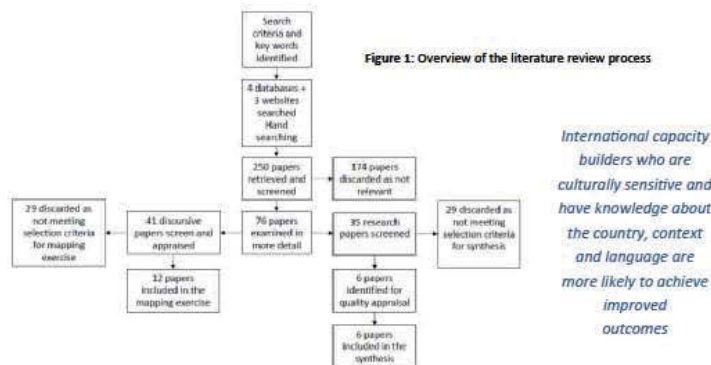 Search
criteria and
key words
identified
Figure 1: Overview of the literature review process
4 databases +
3 websites
searched
Hand
searching
250 papers
retrieved and
screened
174 papers
discarded as not
relevant
29 discarded as
not meeting
selection criteria
for mapping
exercise
41 discursive
papers screen and
appraised
76 papers
examined in
more detail
35 research
papers screened
29 discarded as not
meeting selection
criteria for synthesis
12 papers
included in the
mapping exercise
6 papers
identified for
quality appraisal
6 papers
included in the
synthesis
International capacity
builders who are
culturally sensitive and
have knowledge about
the country, context
and language are
more likely to achieve
improved
outcomes